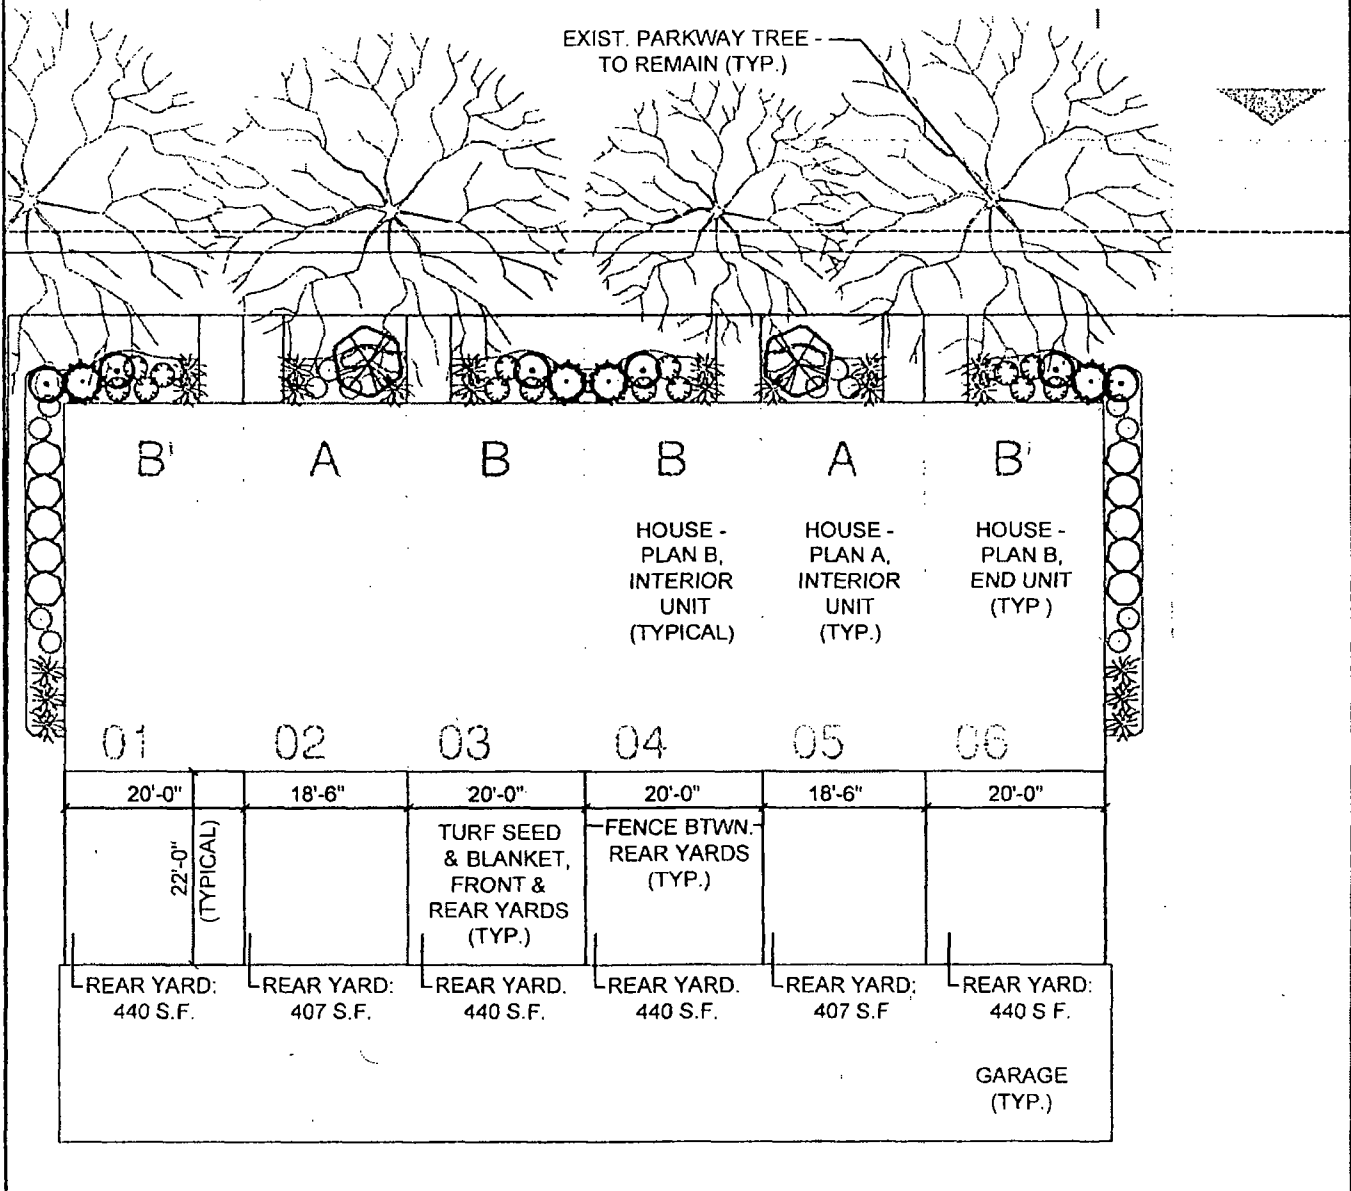 EXIST. PARKWAY TREE -
TO REMAIN (TYP.)
B'
A
B
B
A
B'
HOUSE -
PLAN B,
INTERIOR
UNIT
(TYPICAL)
HOUSE -
PLAN A,
INTERIOR
UNIT
(TYP.)
HOUSE -
PLAN B,
END UNIT
(TYP )
01
02
03
04
05
06
20'-0"
18'-6"
20'-0"
20'-0"
18'-6"
20'-0"
22'-0"
(TYPICAL)
TURF SEED
& BLANKET,
FRONT &
REAR YARDS
(TYP.)
FENCE BTWN.
REAR YARDS
(TYP.)
REAR YARD:
440 S.F.
REAR YARD:
407 S.F.
REAR YARD.
440 S.F.
REAR YARD.
440 S.F.
REAR YARD:
407 S.F
REAR YARD:
440 S F.
GARAGE
(TYP.)